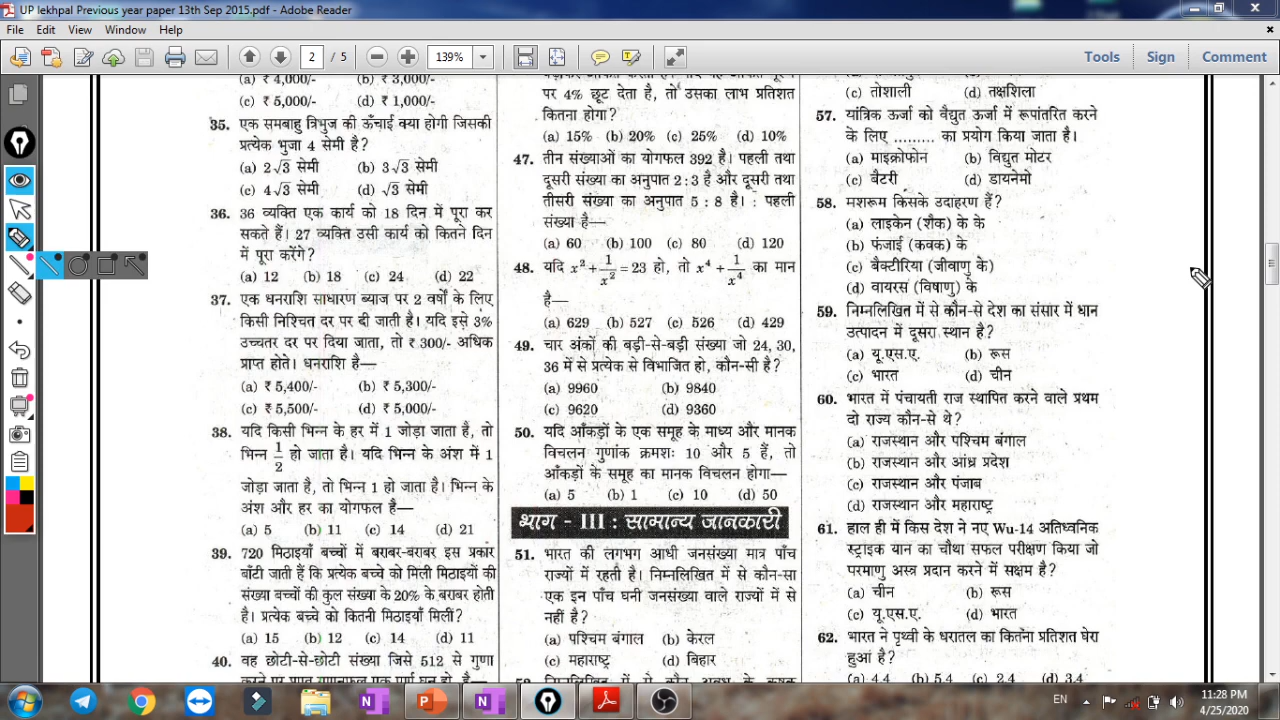 UP lekhpal Previous year paper 13th Sep 2015.pdf - Adobe Reader
File Edit View Window Help
2 / 5 139% Tools Sign Comment
(a) ₹ 4,000/- (b) ₹ 3,000/-
(c) ₹ 5,000/- (d) ₹ 1,000/-
35. एक समबाहु त्रिभुज की ऊँचाई क्या होगी जिसकी
प्रत्येक भुजा 4 सेमी है?
(a) 2√3 सेमी (b) 3√3 सेमी
(c) 4√3 सेमी (d) √3 सेमी
36. 36 व्यक्ति एक कार्य को 18 दिन में पूरा कर
सकते हैं। 27 व्यक्ति उसी कार्य को कितने दिन
में पूरा करेंगे?
(a) 12 (b) 18 (c) 24 (d) 22
37. एक धनराशि साधारण ब्याज पर 2 वर्षों के लिए
किसी निश्चित दर पर दी जाती है। यदि इसे 3%
उच्चतर दर पर दिया जाता, तो ₹ 300/- अधिक
प्राप्त होते। धनराशि है—
(a) ₹ 5,400/- (b) ₹ 5,300/-
(c) ₹ 5,500/- (d) ₹ 5,000/-
38. यदि किसी भिन्न के हर में 1 जोड़ा जाता है, तो
भिन्न 1/2 हो जाता है। यदि भिन्न के अंश में 1
जोड़ा जाता है, तो भिन्न 1 हो जाता है। भिन्न के
अंश और हर का योगफल है—
(a) 5 (b) 11 (c) 14 (d) 21
39. 720 मिठाइयाँ बच्चों में बराबर-बराबर इस प्रकार
बाँटी जाती हैं कि प्रत्येक बच्चे को मिली मिठाइयों की
संख्या बच्चों की कुल संख्या के 20% के बराबर होती
है। प्रत्येक बच्चे को कितनी मिठाइयाँ मिलीं?
(a) 15 (b) 12 (c) 14 (d) 11
40. वह छोटी-से-छोटी संख्या जिसे 512 से गुणा
पर 4% छूट देता है, तो उसका लाभ प्रतिशत
कितना होगा?
(a) 15% (b) 20% (c) 25% (d) 10%
47. तीन संख्याओं का योगफल 392 है। पहली तथा
दूसरी संख्या का अनुपात 2 : 3 है और दूसरी तथा
तीसरी संख्या का अनुपात 5 : 8 है। : पहली
संख्या है—
(a) 60 (b) 100 (c) 80 (d) 120
48. यदि x² + 1/x² = 23 हो, तो x⁴ + 1/x⁴ का मान
है—
(a) 629 (b) 527 (c) 526 (d) 429
49. चार अंकों की बड़ी-से-बड़ी संख्या जो 24, 30,
36 में से प्रत्येक से विभाजित हो, कौन-सी है?
(a) 9960 (b) 9840
(c) 9620 (d) 9360
50. यदि आँकड़ों के एक समूह के माध्य और मानक
विचलन गुणांक क्रमशः 10 और 5 हैं, तो
आँकड़ों के समूह का मानक विचलन होगा—
(a) 5 (b) 1 (c) 10 (d) 50
भाग - III : सामान्य जानकारी
51. भारत की लगभग आधी जनसंख्या मात्र पाँच
राज्यों में रहती है। निम्नलिखित में से कौन-सा
एक इन पाँच घनी जनसंख्या वाले राज्यों में से
नहीं है?
(a) पश्चिम बंगाल (b) केरल
(c) महाराष्ट्र (d) बिहार
(c) तोशाली (d) तक्षशिला
57. यांत्रिक ऊर्जा को वैद्युत ऊर्जा में रूपांतरित करने
के लिए ......... का प्रयोग किया जाता है।
(a) माइक्रोफोन (b) विद्युत मोटर
(c) बैटरी (d) डायनेमो
58. मशरूम किसके उदाहरण हैं?
(a) लाइकेन (शैक) के के
(b) फंजाई (कवक) के
(c) बैक्टीरिया (जीवाणु के)
(d) वायरस (विषाणु) के
59. निम्नलिखित में से कौन-से देश का संसार में धान
उत्पादन में दूसरा स्थान है?
(a) यू.एस.ए. (b) रूस
(c) भारत (d) चीन
60. भारत में पंचायती राज स्थापित करने वाले प्रथम
दो राज्य कौन-से थे?
(a) राजस्थान और पश्चिम बंगाल
(b) राजस्थान और आंध्र प्रदेश
(c) राजस्थान और पंजाब
(d) राजस्थान और महाराष्ट्र
61. हाल ही में किस देश ने नए Wu-14 अतिध्वनिक
स्ट्राइक यान का चौथा सफल परीक्षण किया जो
परमाणु अस्त्र प्रदान करने में सक्षम है?
(a) चीन (b) रूस
(c) यू.एस.ए. (d) भारत
62. भारत ने पृथ्वी के धरातल का कितना प्रतिशत घेरा
हुआ है?
(a) 4.4 (b) 5.4 (c) 2.4 (d) 3.4
EN 11:28 PM
4/25/2020